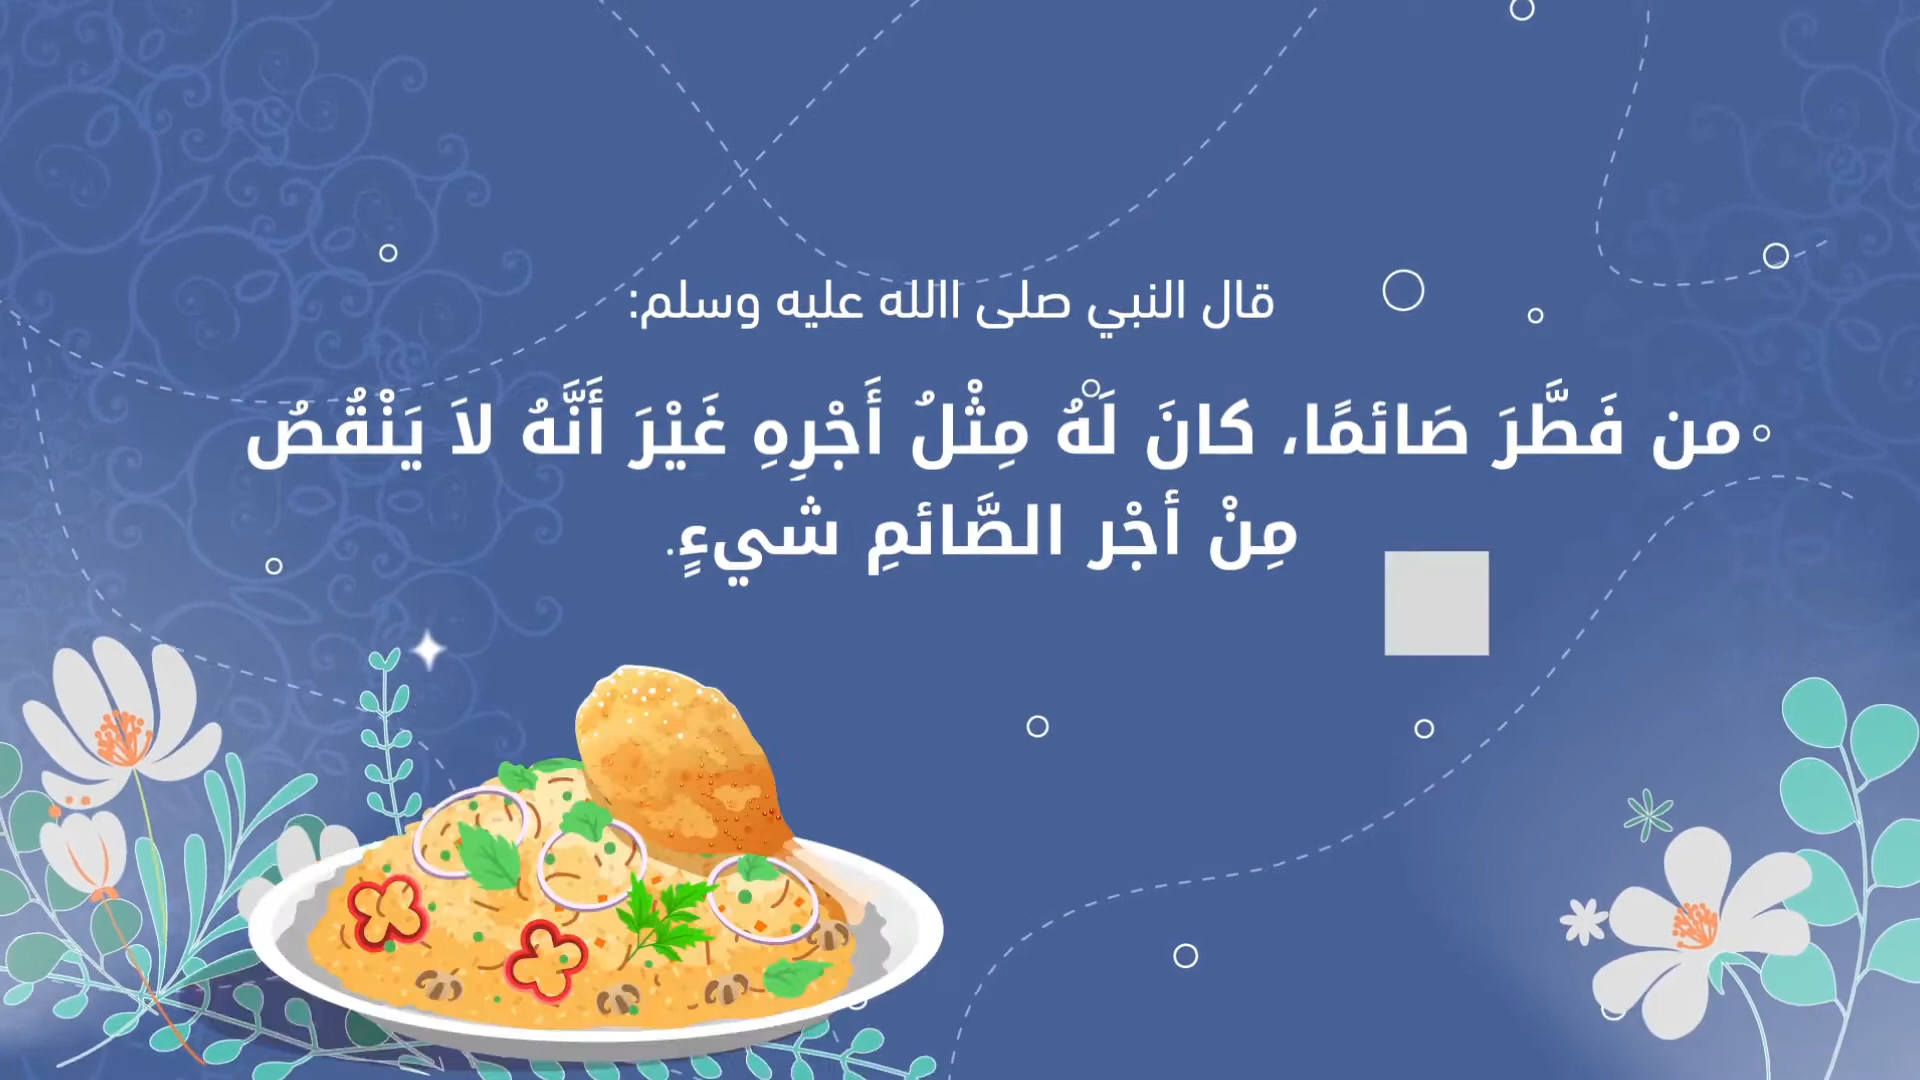 قال النبي صلى االله عليه وسلم:
من فَطَّرَ صَائمًا، كانَ لَهُ مِثْلُ أَجْرِهِ غَيْرَ أَنَّهُ لاَ يَنْقُصُ
مِنْ أجْر الصَّائمِ شيءٍ.